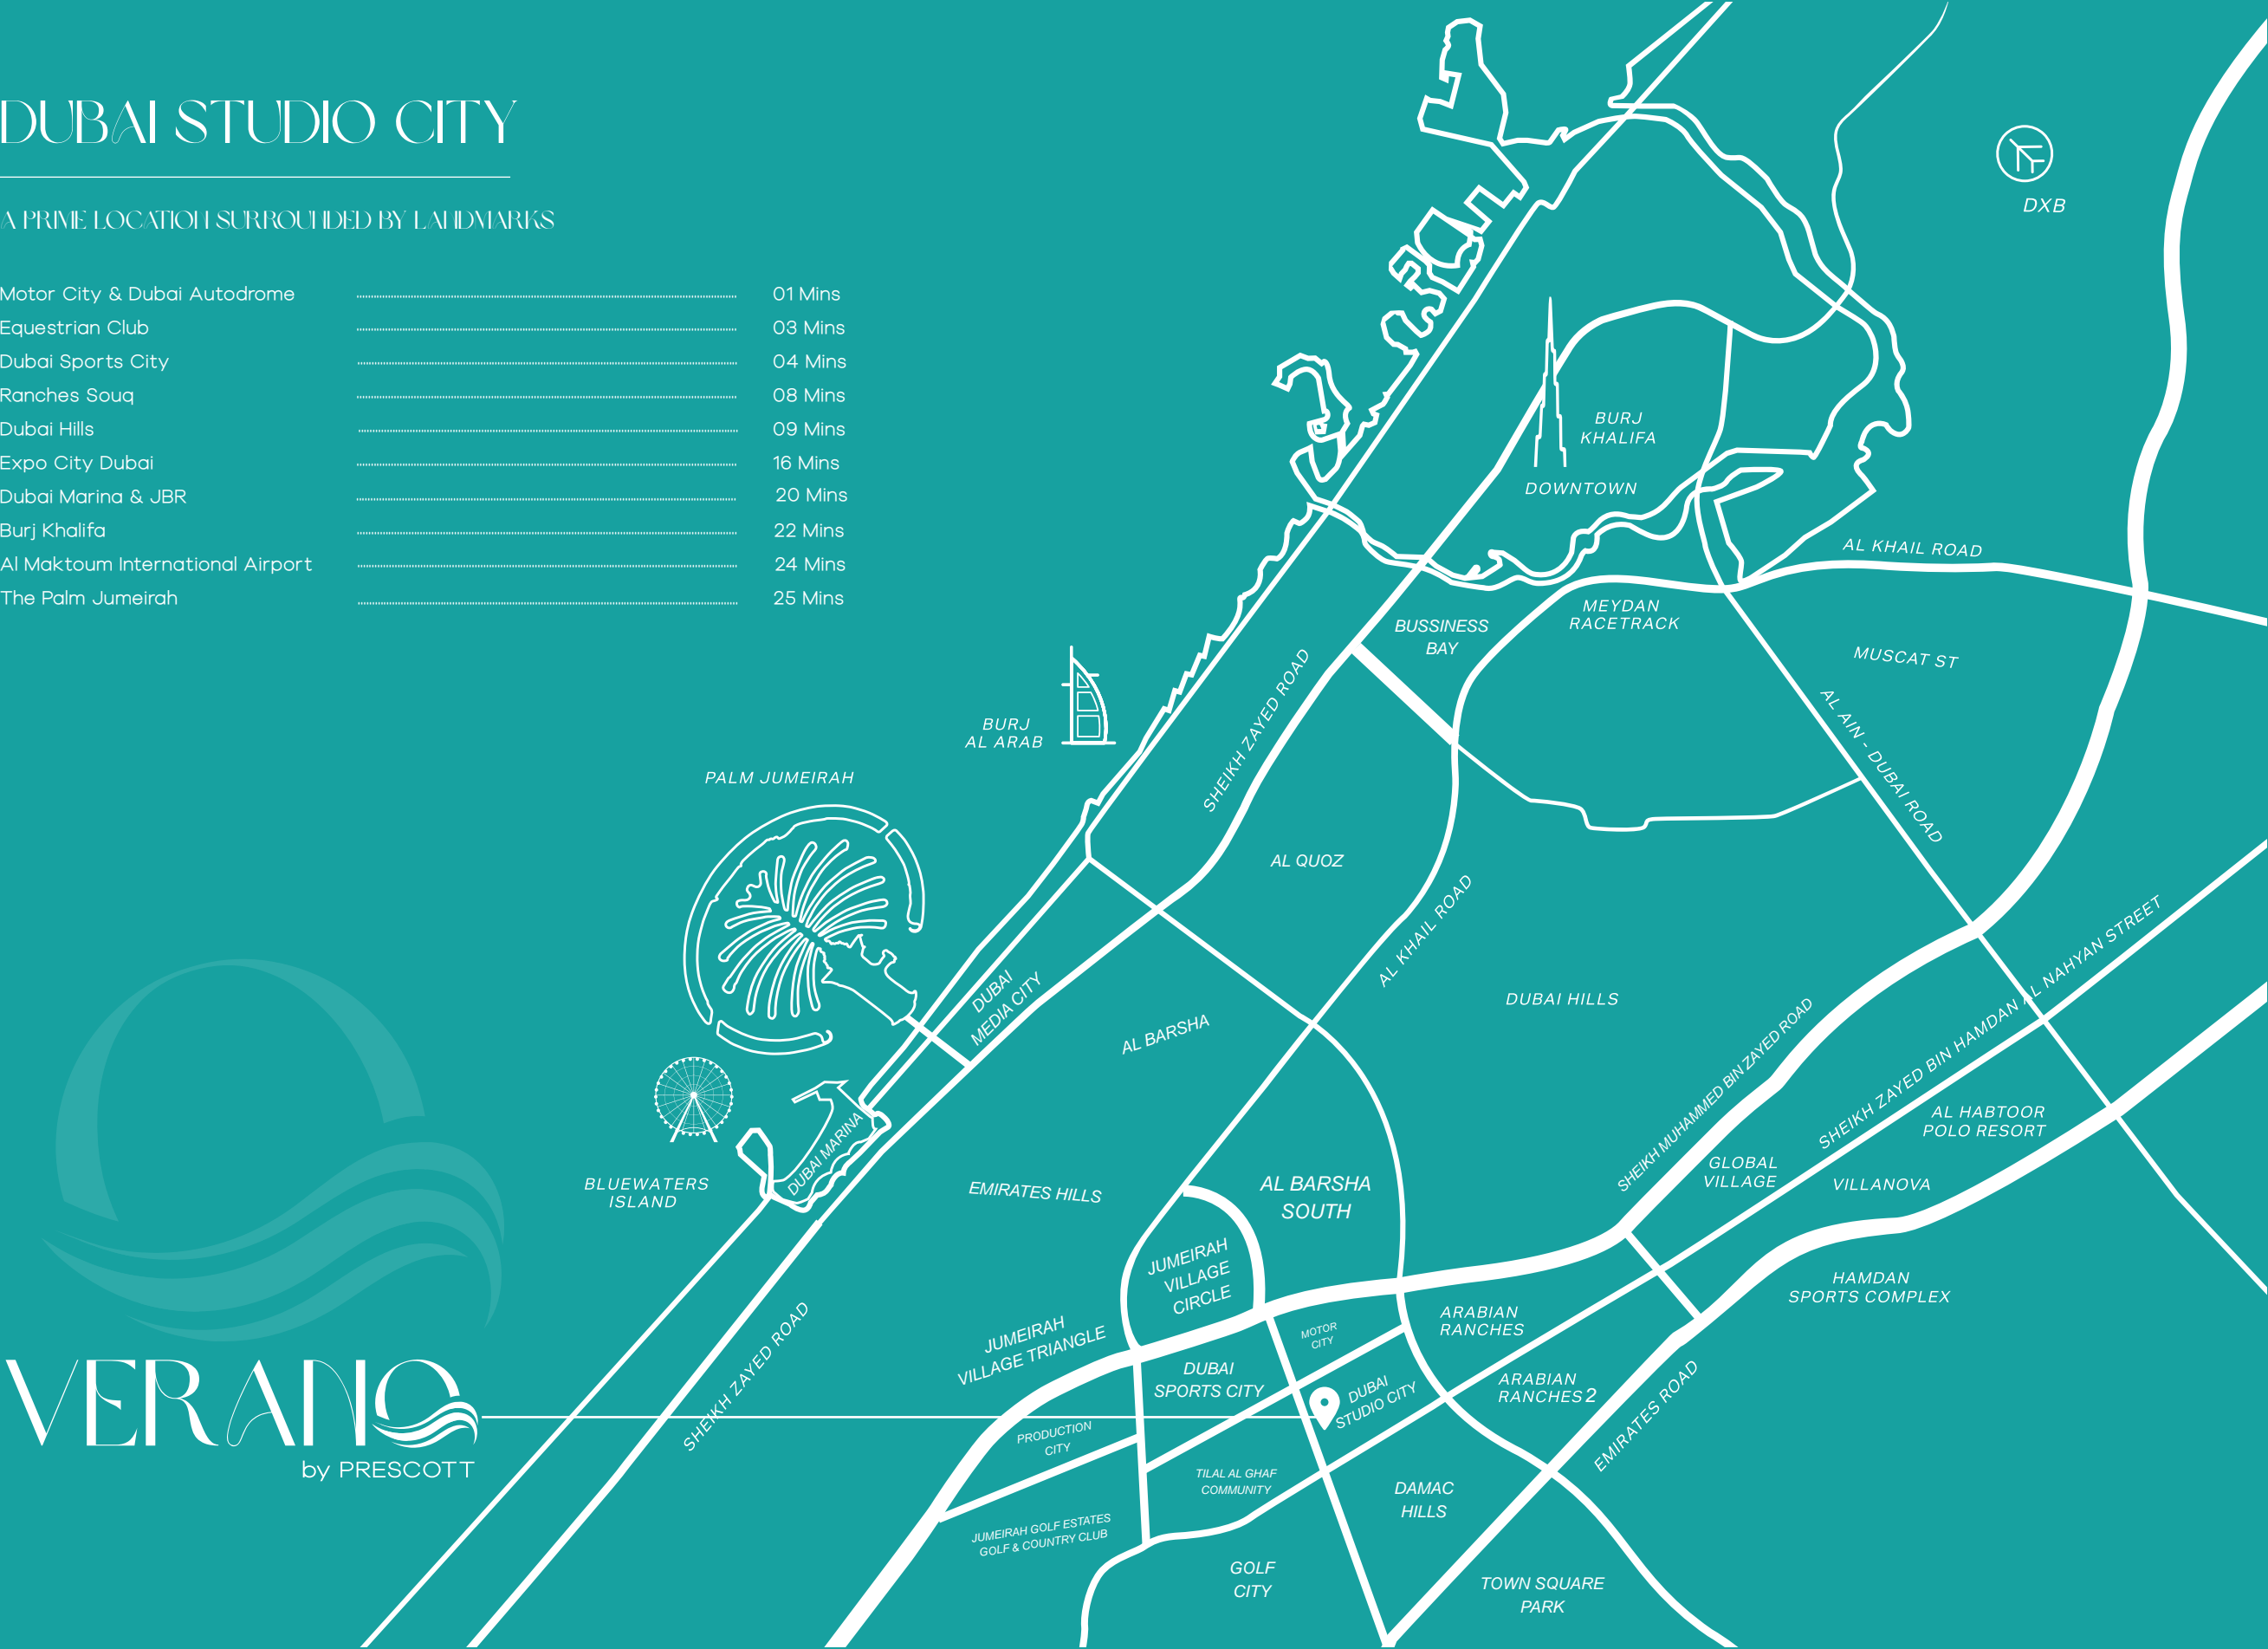 DUBAI STUDIO CITY
A PRIME LOCATION SURROUNDED BY LANDMARKS
Motor City & Dubai Autodrome 01 Mins
Equestrian Club 03 Mins
Dubai Sports City 04 Mins
Ranches Souq 08 Mins
Dubai Hills 09 Mins
Expo City Dubai 16 Mins
Dubai Marina & JBR 20 Mins
Burj Khalifa 22 Mins
Al Maktoum International Airport 24 Mins
The Palm Jumeirah 25 Mins
DXB
BURJ
KHALIFA
DOWNTOWN
AL KHAIL ROAD
MEYDAN
RACETRACK
BUSSINESS
BAY
MUSCAT ST
SHEIKH ZAYED ROAD
AL AIN - DUBAI ROAD
BURJ
AL ARAB
PALM JUMEIRAH
AL QUOZ
AL KHAIL ROAD
DUBAI
MEDIA CITY
AL BARSHA
DUBAI HILLS
SHEIKH MUHAMMED BIN ZAYED ROAD
SHEIKH ZAYED BIN HAMDAN AL NAHYAN STREET
AL HABTOOR
POLO RESORT
DUBAI MARINA
BLUEWATERS
ISLAND
EMIRATES HILLS
AL BARSHA
SOUTH
GLOBAL
VILLAGE
VILLANOVA
JUMEIRAH
VILLAGE
CIRCLE
HAMDAN
SPORTS COMPLEX
JUMEIRAH
VILLAGE TRIANGLE
MOTOR
CITY
ARABIAN
RANCHES
SHEIKH ZAYED ROAD
DUBAI
SPORTS CITY
DUBAI
STUDIO CITY
ARABIAN
RANCHES 2
EMIRATES ROAD
VERANO
by PRESCOTT
PRODUCTION
CITY
TILAL AL GHAF
COMMUNITY
DAMAC
HILLS
JUMEIRAH GOLF ESTATES
GOLF & COUNTRY CLUB
GOLF
CITY
TOWN SQUARE
PARK